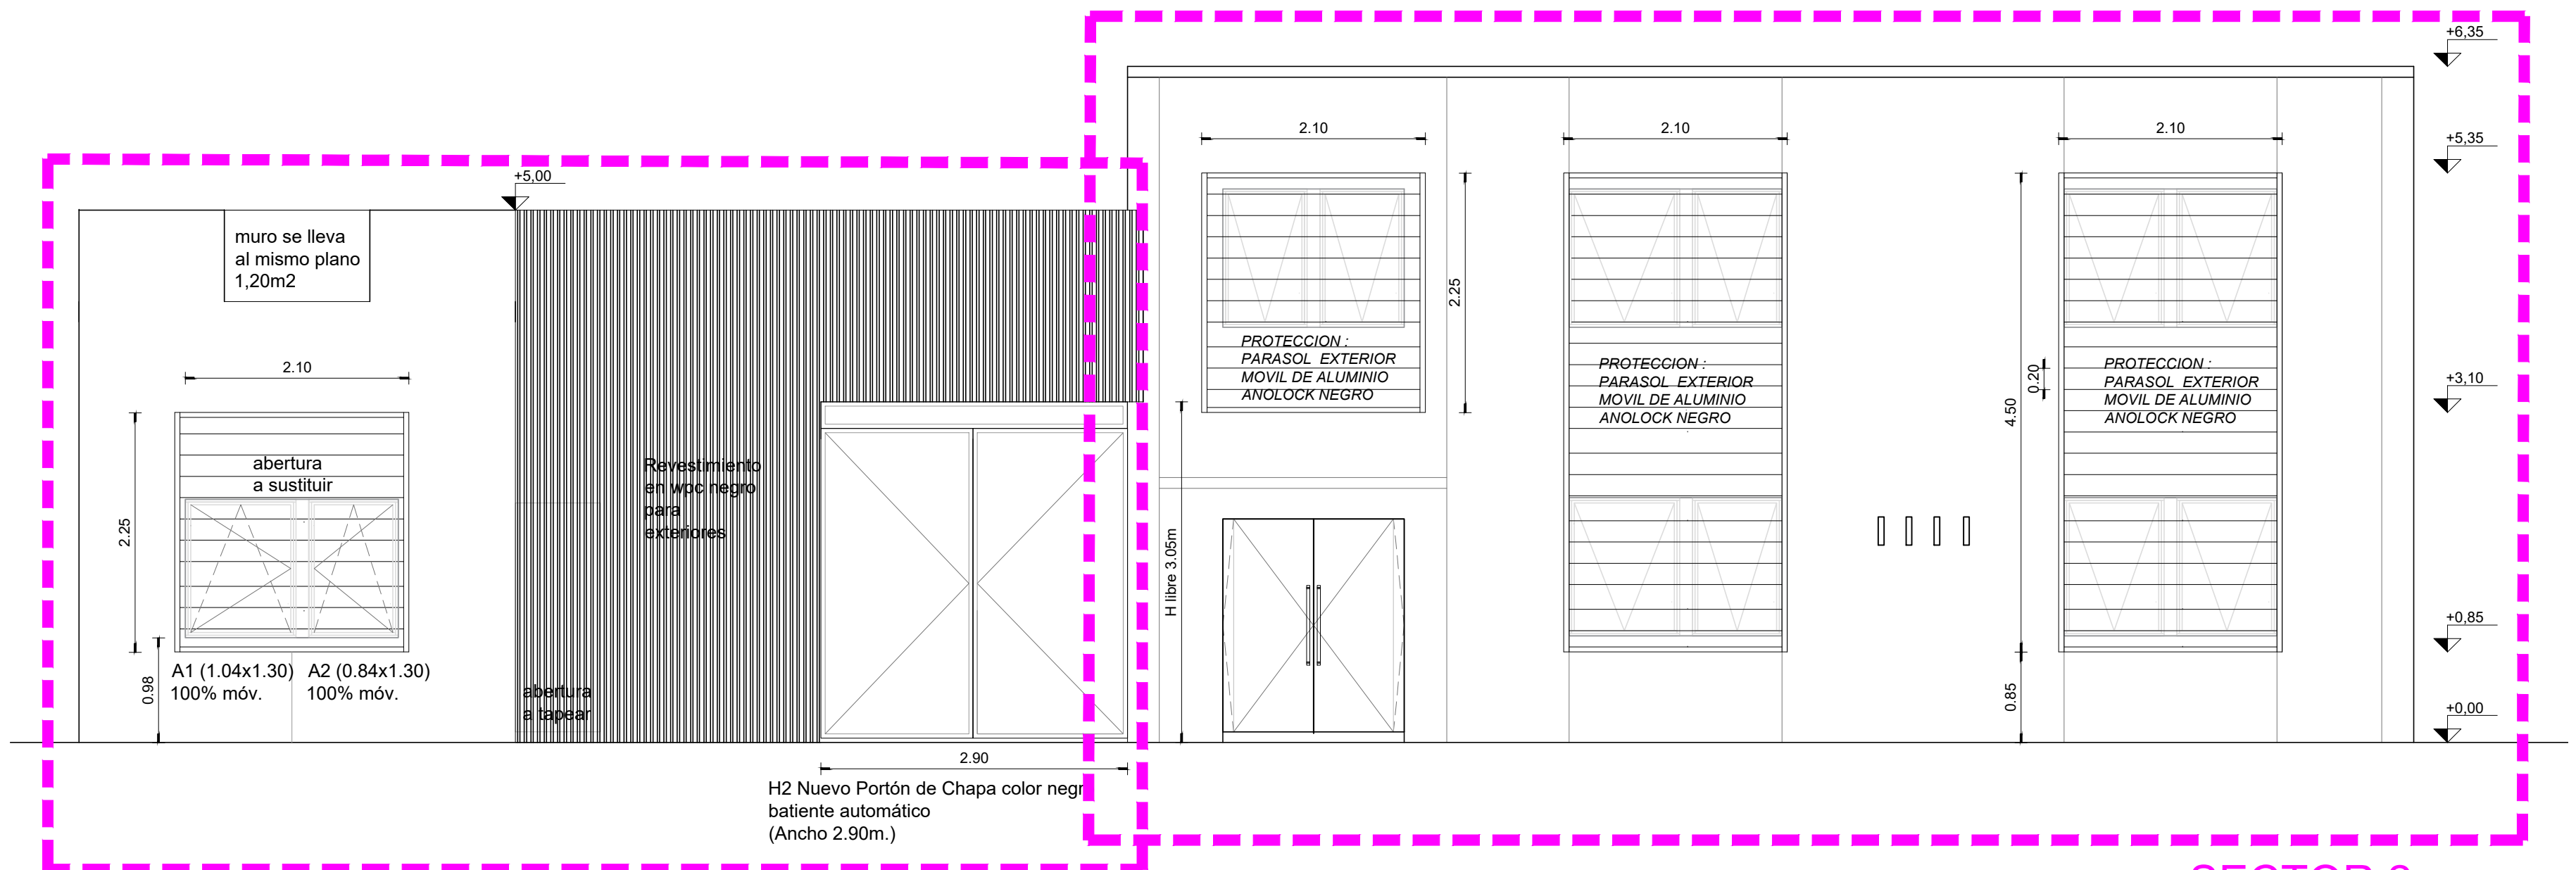 +6,35
+5,35
2.10
2.10
2.10
+5,00
muro se lleva
al mismo plano
1,20m2
2.25
PROTECCION :
PARASOL EXTERIOR
MOVIL DE ALUMINIO
ANOLOCK NEGRO
PROTECCION :
PARASOL EXTERIOR
MOVIL DE ALUMINIO
ANOLOCK NEGRO
0.20
4.50
PROTECCION :
PARASOL EXTERIOR
MOVIL DE ALUMINIO
ANOLOCK NEGRO
+3,10
2.10
abertura
a sustituir
2.25
Revestimiento
en wpc negro
para
exteriores
H libre 3.05m
+0,85
A1 (1.04x1.30)
100% móv.
A2 (0.84x1.30)
100% móv.
0.98
abertura
a tapear
0.85
+0,00
2.90
H2 Nuevo Portón de Chapa color negr
batiente automático
(Ancho 2.90m.)